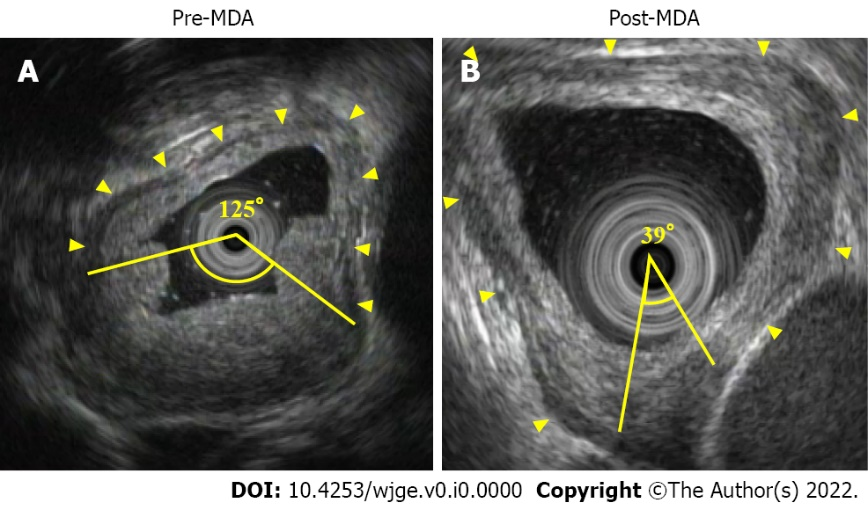 Pre-MDA
Post-MDA
A
B
125°
39°
DOI: 10.4253/wjge.v0.i0.0000 Copyright ©The Author(s) 2022.